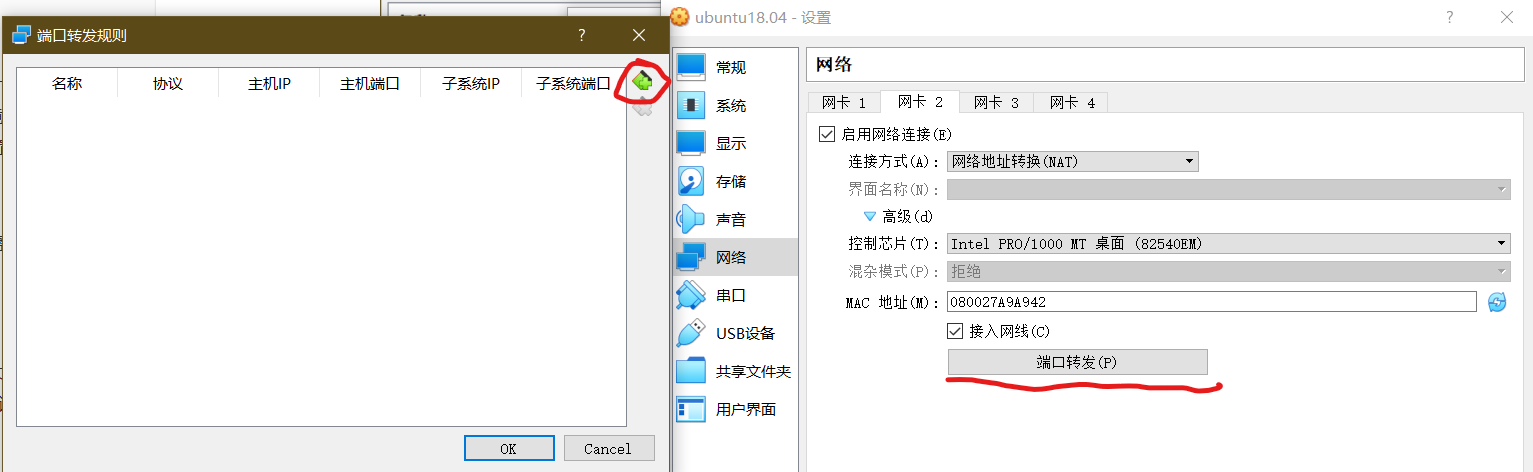 端口转发规则
?
名称 协议 主机IP 主机端口 子系统IP 子系统端口
OK Cancel
ubuntu18.04 - 设置
?
常规
系统
显示
存储
声音
网络
串口
USB设备
共享文件夹
用户界面
网络
网卡 1 网卡 2 网卡 3 网卡 4
启用网络连接(E)
连接方式(A): 网络地址转换(NAT)
界面名称(N):
高级(d)
控制芯片(T): Intel PRO/1000 MT 桌面 (82540EM)
混杂模式(P): 拒绝
MAC 地址(M): 080027A9A942
接入网线(C)
端口转发(P)